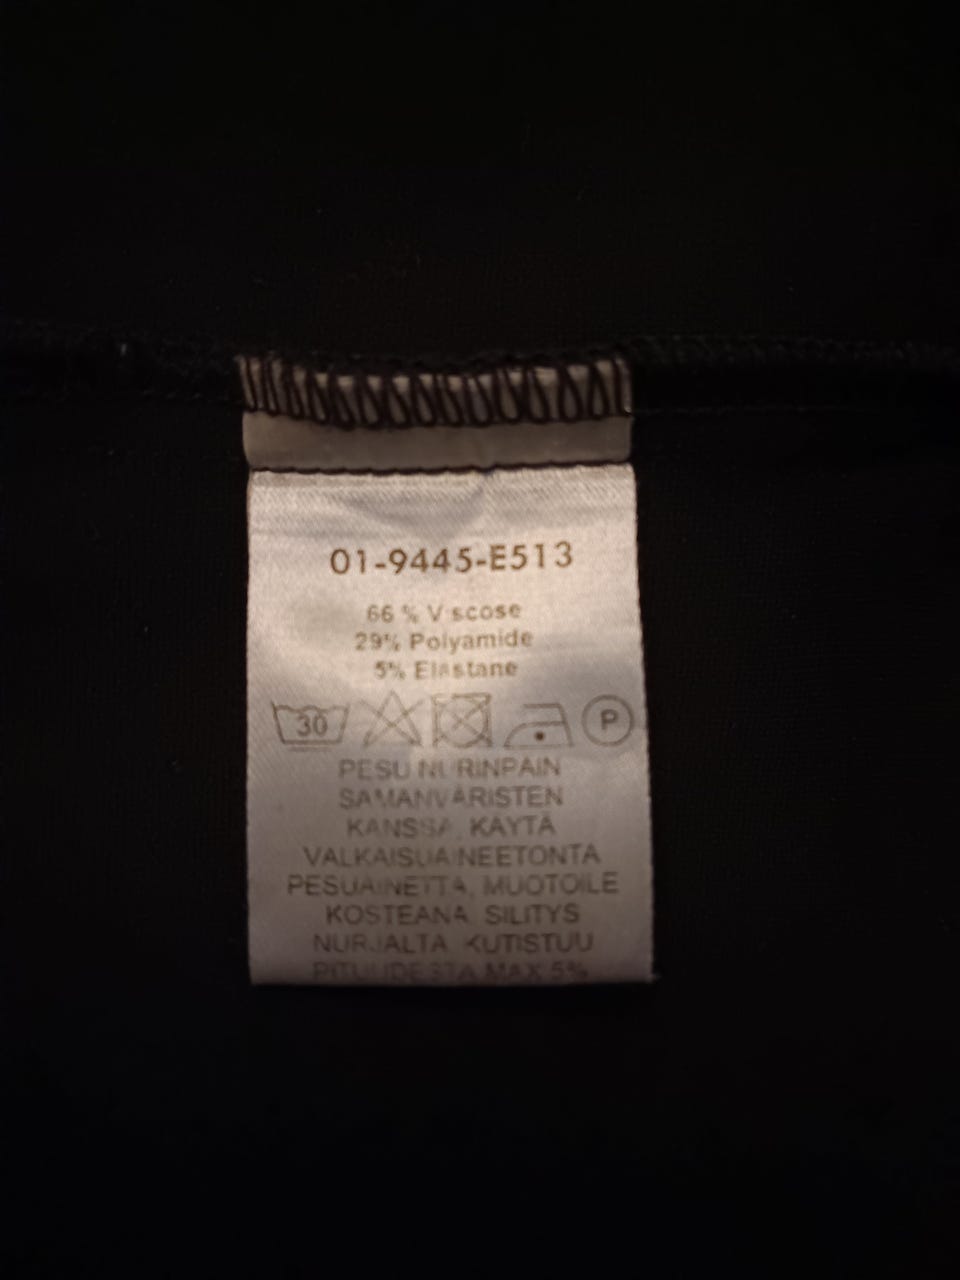 01-9445-E513
66 % Viscose
29% Polyamide
5% Elastane
30 P
PESU NURINPAIN
SAMANVÄRISTEN
KANSSA, KÄYTÄ
VALKAISUAINEETONTA
PESUAINETTA, MUOTOILE
KOSTEANA, SILITYS
NURJALTA, KUTISTUU
PITUUDESTA MAX 5%